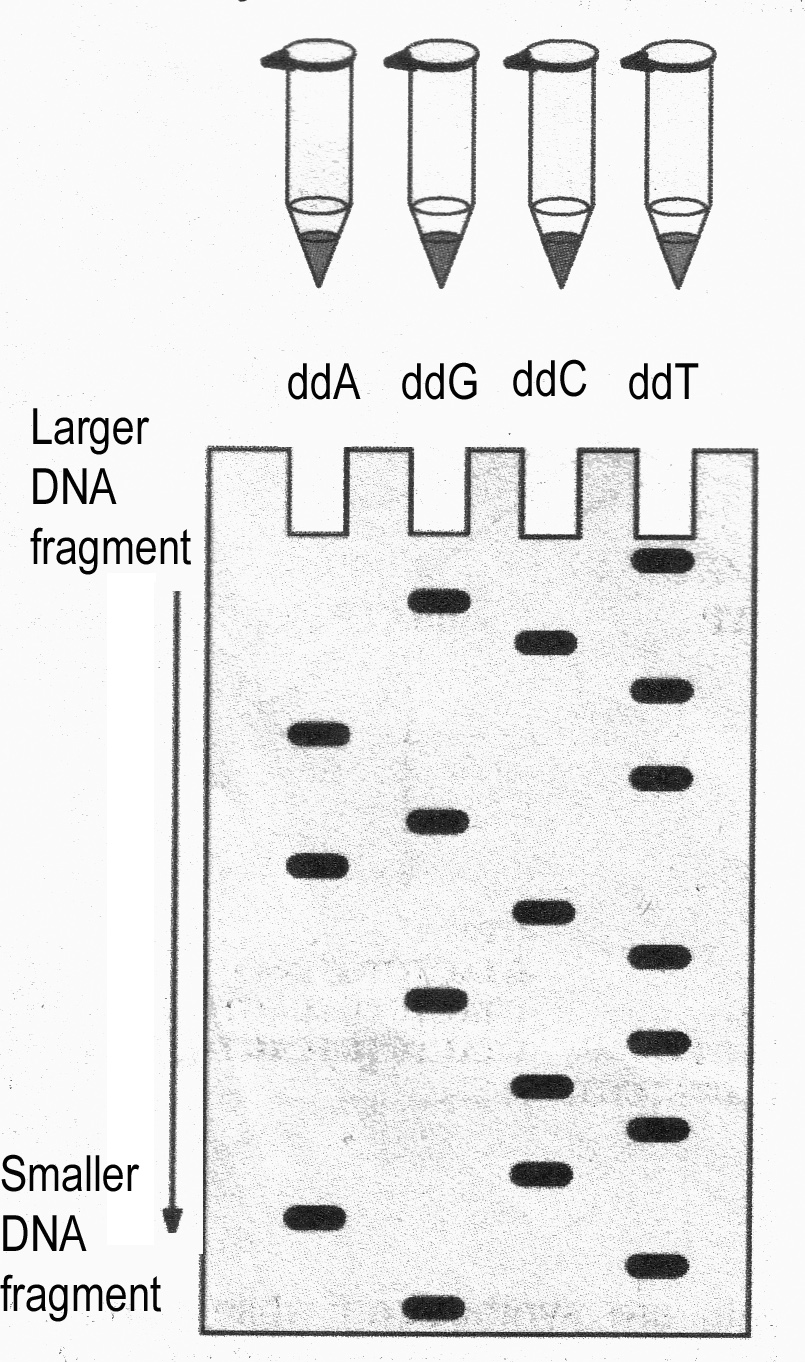 ddA ddG ddC ddT
Larger
DNA
fragment
Smaller
DNA
fragment